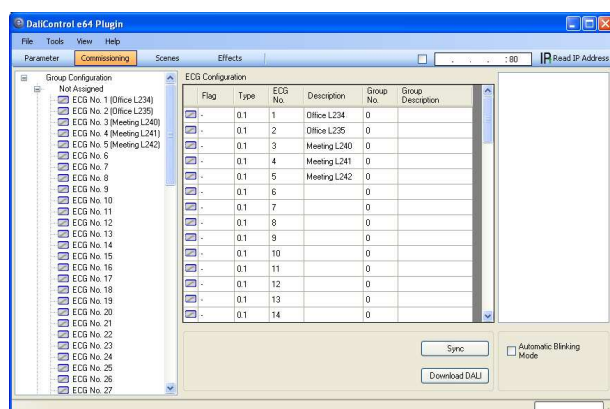 DaliControl e64 Plugin
File Tools View Help
Parameter Commissioning Scenes Effects . . . :80 IP Read IP Address
Group Configuration
Not Assigned
ECG No. 1 (Office L234)
ECG No. 2 (Office L235)
ECG No. 3 (Meeting L240)
ECG No. 4 (Meeting L241)
ECG No. 5 (Meeting L242)
ECG No. 6
ECG No. 7
ECG No. 8
ECG No. 9
ECG No. 10
ECG No. 11
ECG No. 12
ECG No. 13
ECG No. 14
ECG No. 15
ECG No. 16
ECG No. 17
ECG No. 18
ECG No. 19
ECG No. 20
ECG No. 21
ECG No. 22
ECG No. 23
ECG No. 24
ECG No. 25
ECG No. 26
ECG No. 27
ECG Configuration
Flag Type ECG No. Description Group No. Group Description
- 0.1 1 Office L234 0
- 0.1 2 Office L235 0
- 0.1 3 Meeting L240 0
- 0.1 4 Meeting L241 0
- 0.1 5 Meeting L242 0
- 0.1 6 0
- 0.1 7 0
- 0.1 8 0
- 0.1 9 0
- 0.1 10 0
- 0.1 11 0
- 0.1 12 0
- 0.1 13 0
- 0.1 14 0
Sync
Download DALI
Automatic Blinking
Mode